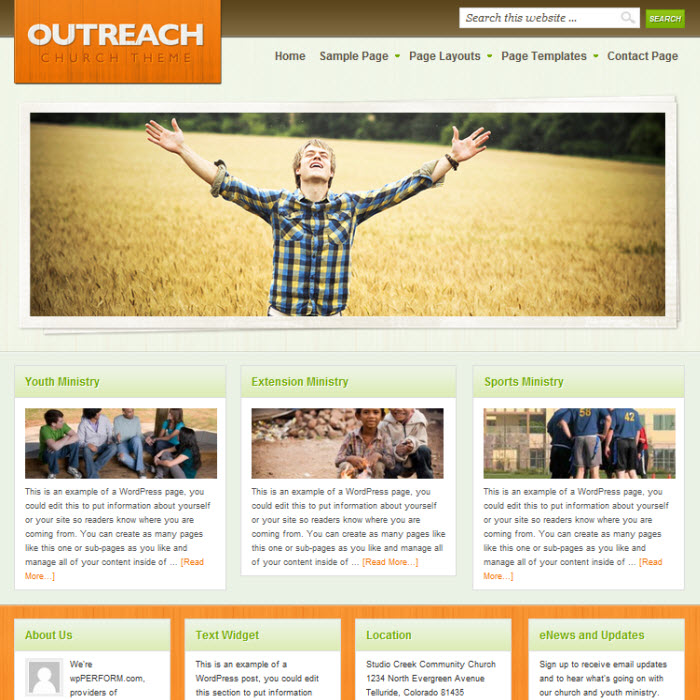 OUTREACH
CHURCH THEME
Search this website ...
SEARCH
Home Sample Page Page Layouts Page Templates Contact Page
Youth Ministry
This is an example of a WordPress page, you
could edit this to put information about yourself
or your site so readers know where you are
coming from. You can create as many pages
like this one or sub-pages as you like and
manage all of your content inside of ... [Read
More...]
Extension Ministry
This is an example of a WordPress page, you
could edit this to put information about yourself
or your site so readers know where you are
coming from. You can create as many pages
like this one or sub-pages as you like and
manage all of your content inside of ... [Read More...]
Sports Ministry
58
42
This is an example of a WordPress page, you
could edit this to put information about yourself
or your site so readers know where you are
coming from. You can create as many pages
like this one or sub-pages as you like and
manage all of your content inside of ... [Read
More...]
About Us
We're
wpPERFORM.com,
providers of
Text Widget
This is an example of a
WordPress post, you could edit
this section to put information
Location
Studio Creek Community Church
1234 North Evergreen Avenue
Telluride, Colorado 81435
eNews and Updates
Sign up to receive email updates
and to hear what's going on with
our church and youth ministry.